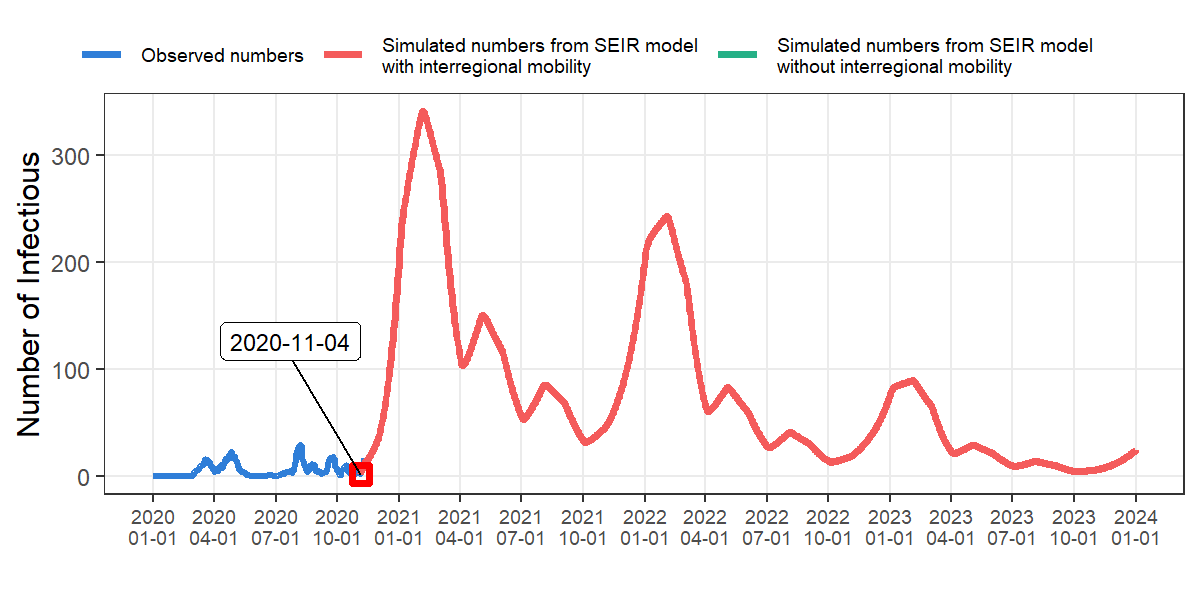 Observed numbers
Simulated numbers from SEIR model
with interregional mobility
Simulated numbers from SEIR model
without interregional mobility
Number of Infectious
300
200
100
0
2020-11-04
2020 2020 2020 2020 2021 2021 2021 2021 2022 2022 2022 2022 2023 2023 2023 2023 2024
01-01 04-01 07-01 10-01 01-01 04-01 07-01 10-01 01-01 04-01 07-01 10-01 01-01 04-01 07-01 10-01 01-01